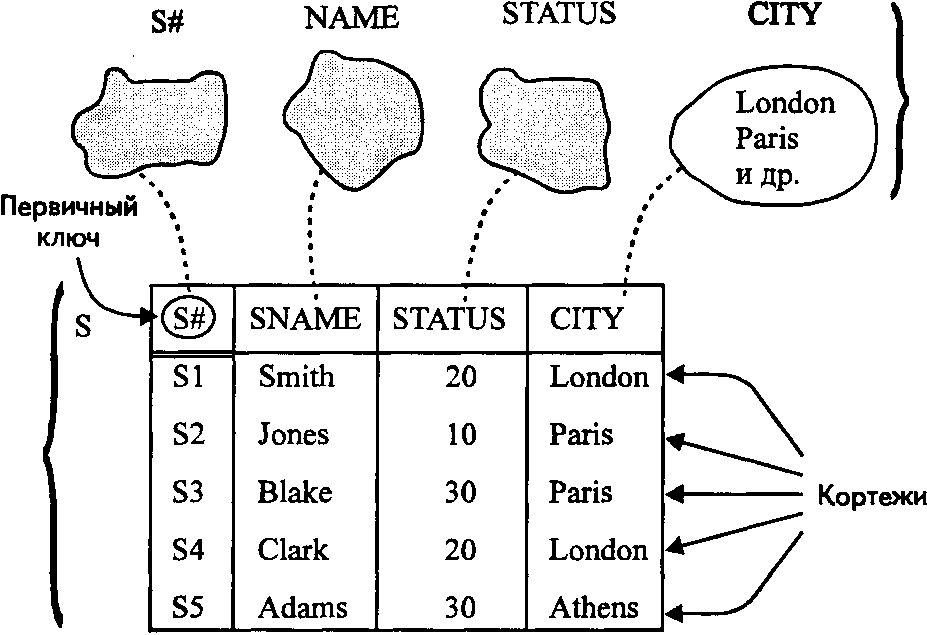 S# NAME STATUS CITY
London
Paris
и др.
Первичный
ключ
S
S# SNAME STATUS CITY
S1 Smith 20 London
S2 Jones 10 Paris
S3 Blake 30 Paris
S4 Clark 20 London
S5 Adams 30 Athens
Кортежи